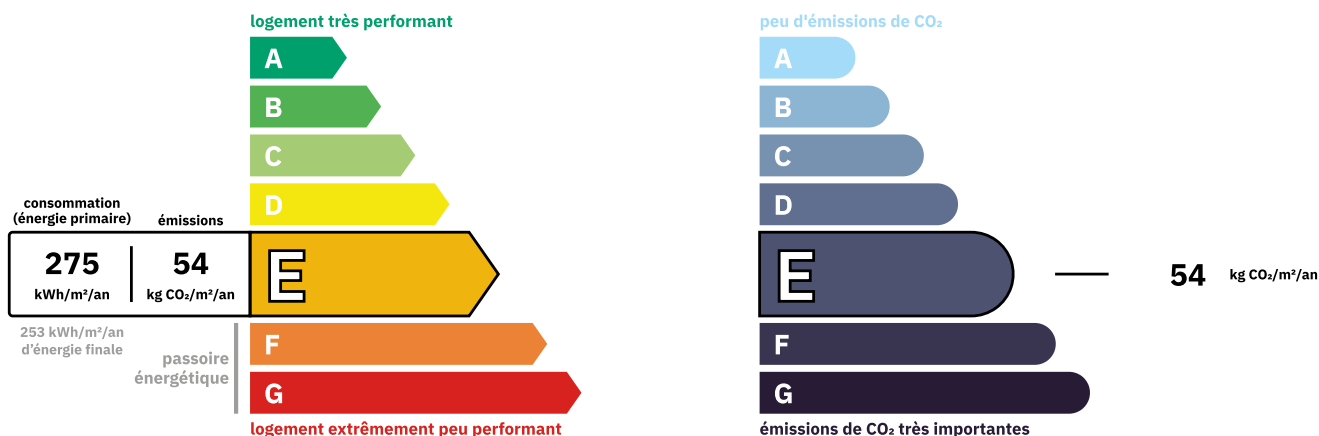 logement très performant
A
B
C
D
consommation
(énergie primaire)
émissions
275
kWh/m²/an
54
kg CO₂/m²/an
E
253 kWh/m²/an
d'énergie finale
passoire
énergétique
F
G
logement extrêmement peu performant
peu d'émissions de CO₂
A
B
C
D
E
54
kg CO₂/m²/an
F
G
émissions de CO₂ très importantes